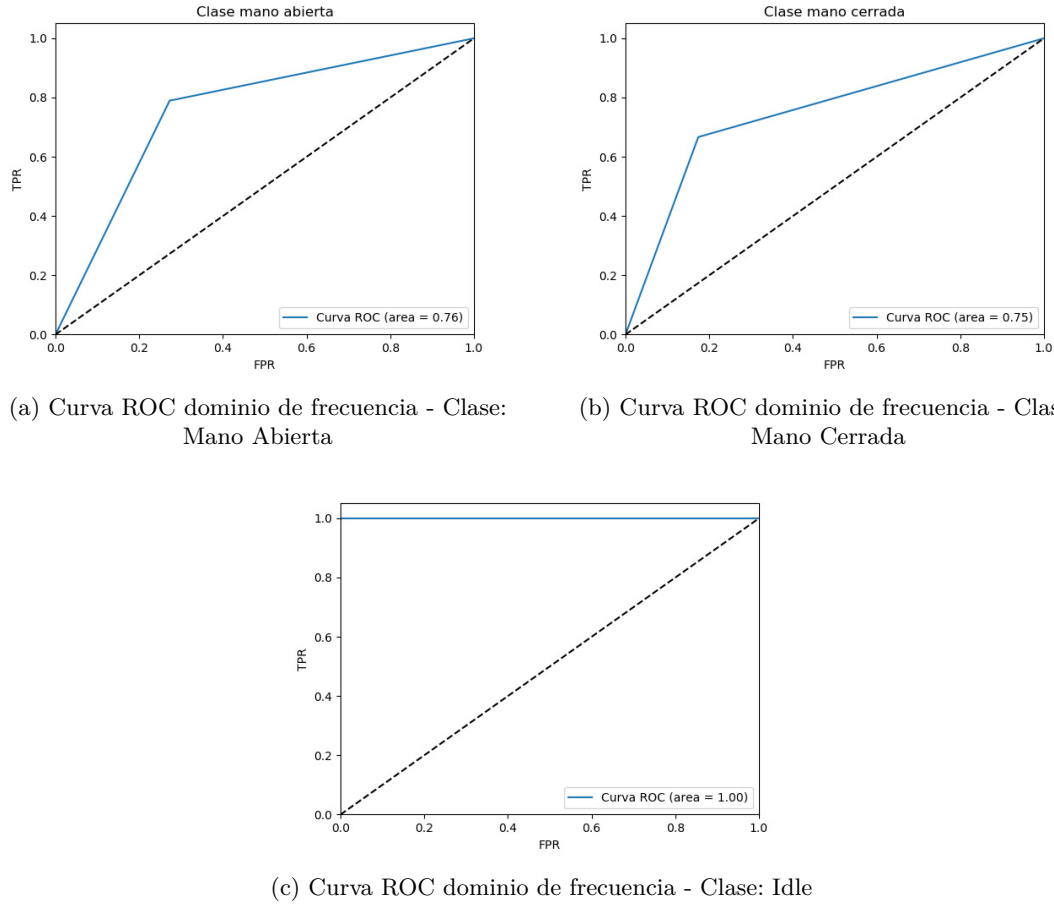 Clase mano abierta
1.0
0.8
0.6
0.4
0.2
0.0
TPR
0.0 0.2 0.4 0.6 0.8 1.0
FPR
Curva ROC (area = 0.76)
(a) Curva ROC dominio de frecuencia - Clase:
Mano Abierta
Clase mano cerrada
1.0
0.8
0.6
0.4
0.2
0.0
TPR
0.0 0.2 0.4 0.6 0.8 1.0
FPR
Curva ROC (area = 0.75)
(b) Curva ROC dominio de frecuencia - Clas
Mano Cerrada
1.0
0.8
0.6
0.4
0.2
0.0
TPR
0.0 0.2 0.4 0.6 0.8 1.0
FPR
Curva ROC (area = 1.00)
(c) Curva ROC dominio de frecuencia - Clase: Idle